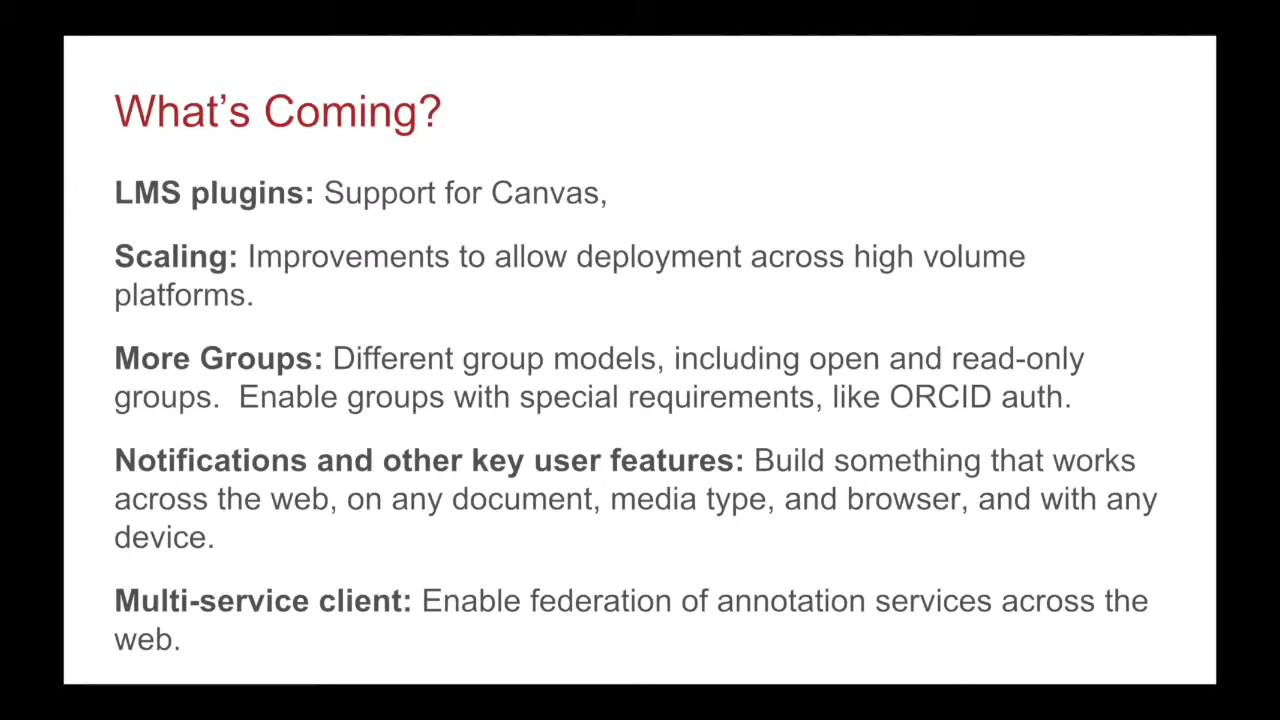 What’s Coming?
LMS plugins: Support for Canvas,
Scaling: Improvements to allow deployment across high volume
platforms.
More Groups: Different group models, including open and read-only
groups.  Enable groups with special requirements, like ORCID auth.
Notifications and other key user features: Build something that works
across the web, on any document, media type, and browser, and with any
device.
Multi-service client: Enable federation of annotation services across the
web.